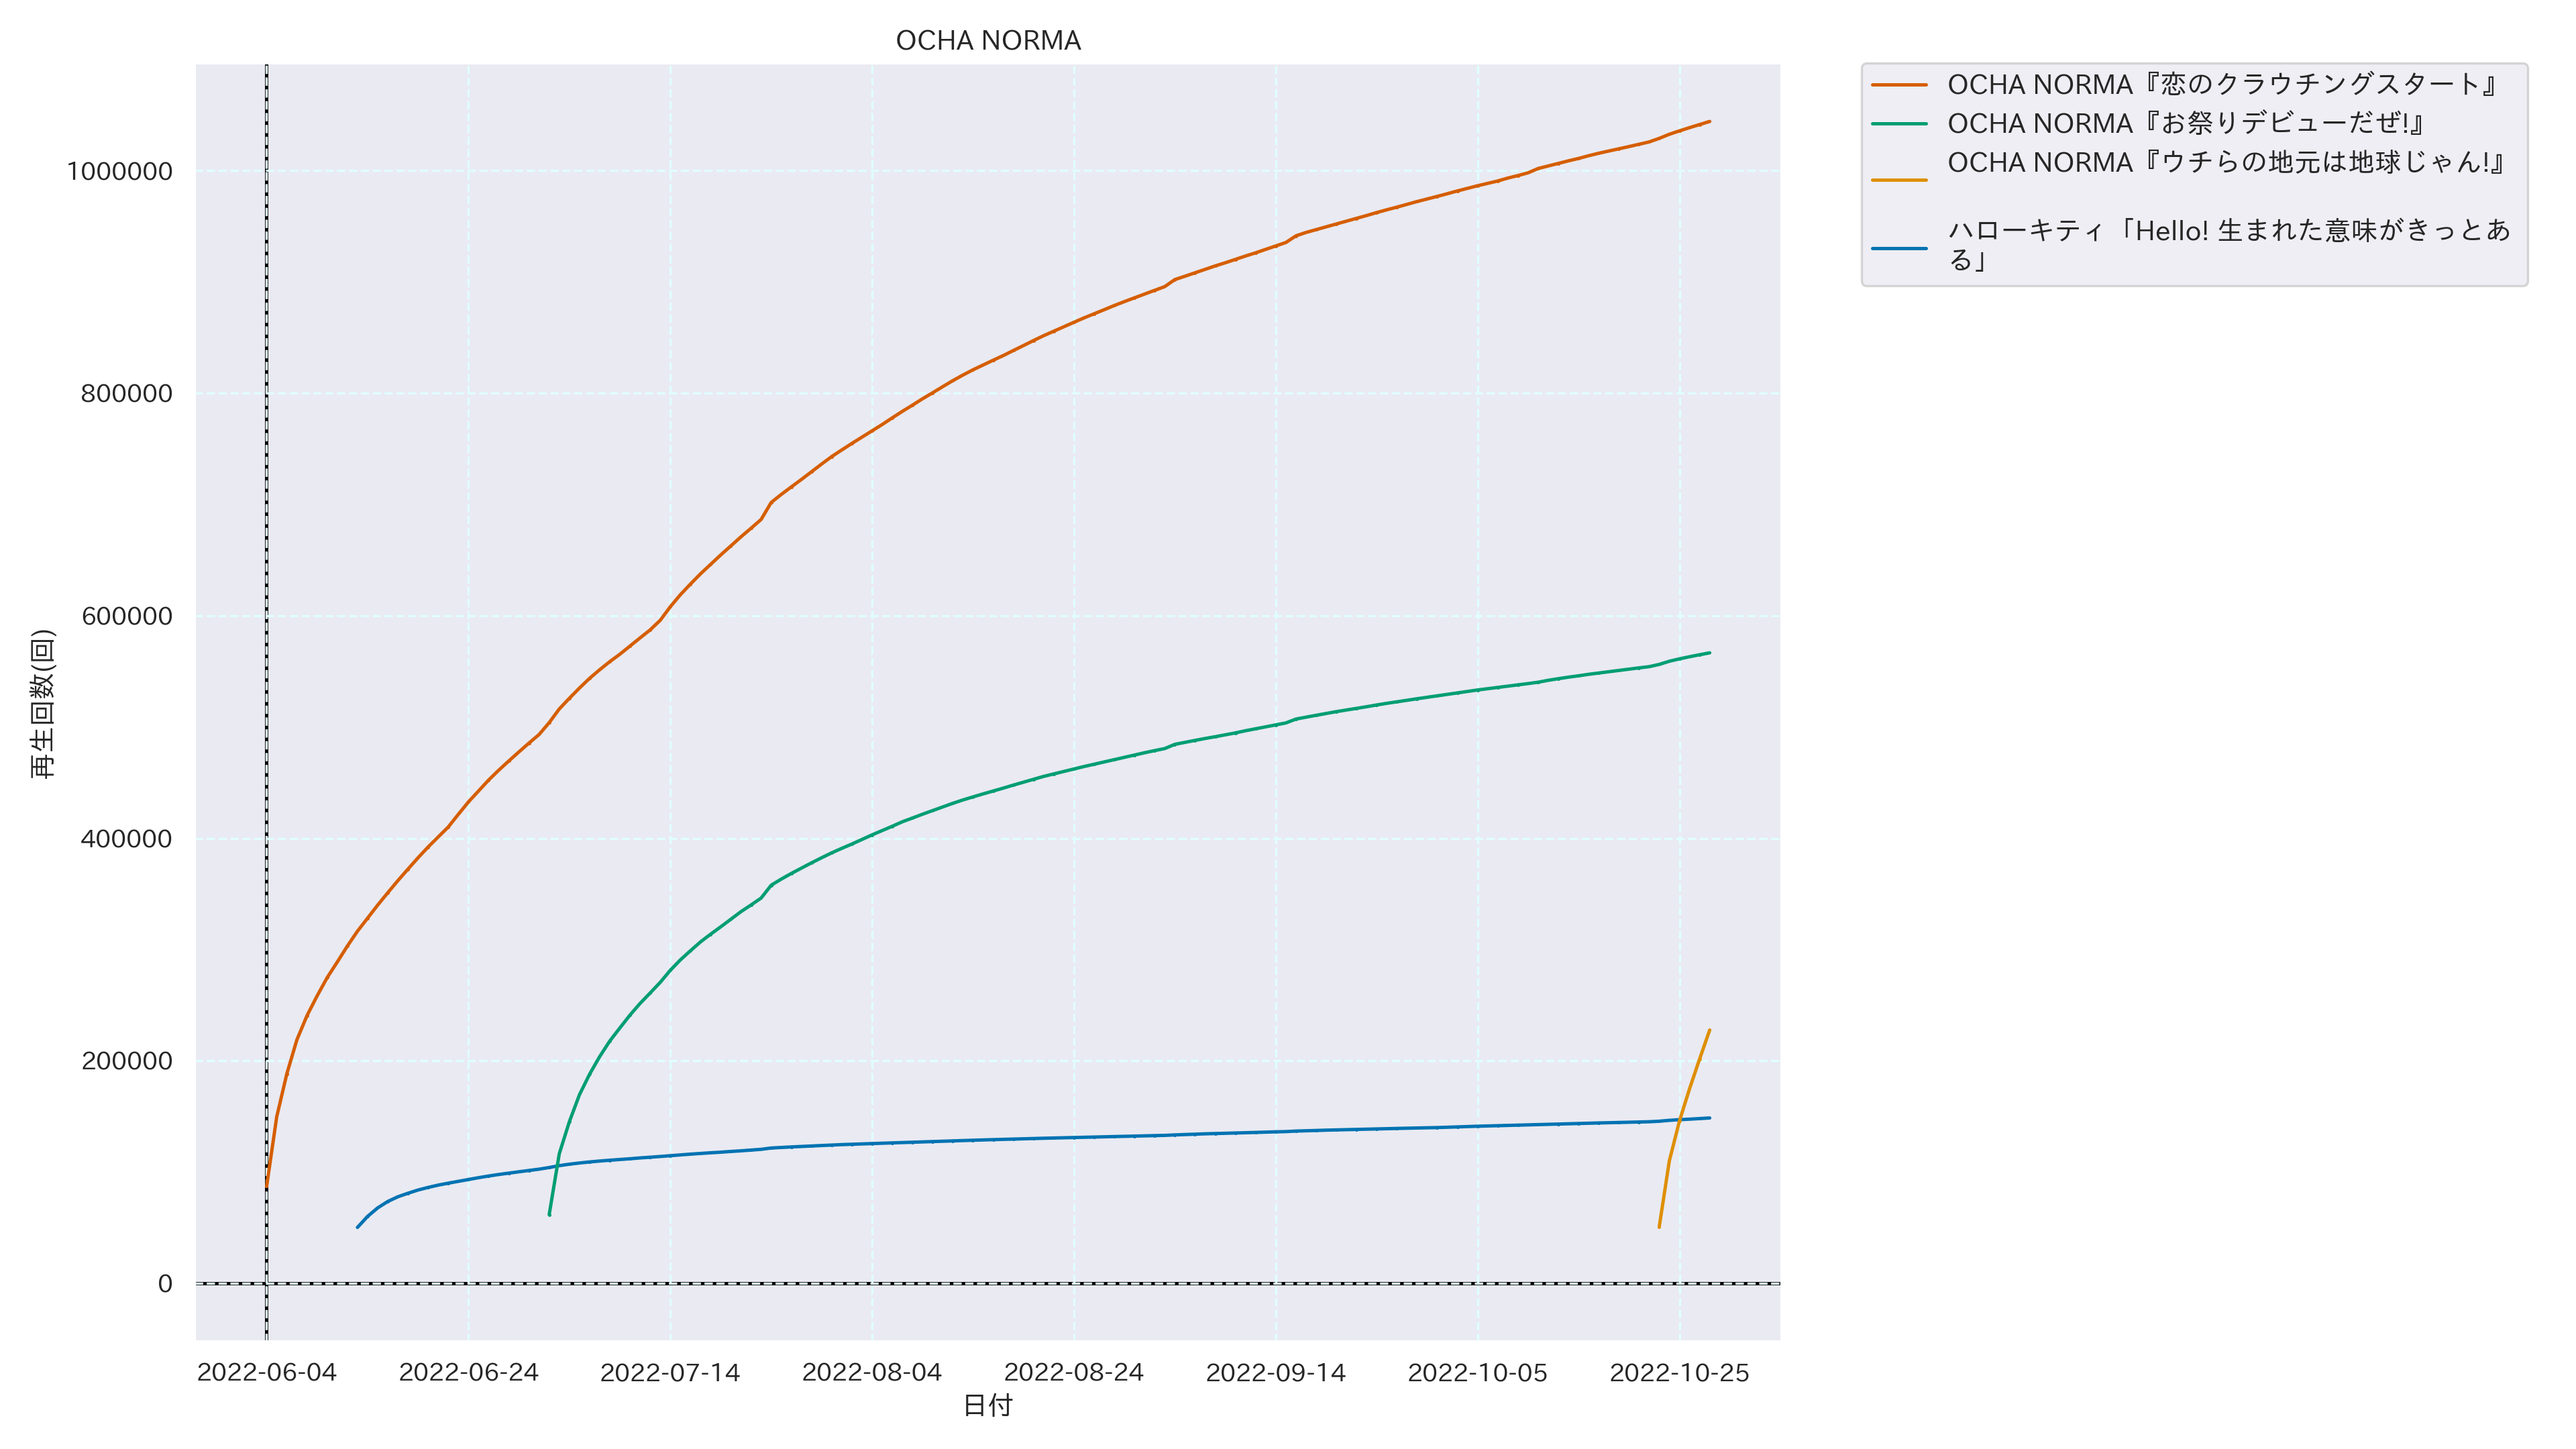 OCHA NORMA
OCHA NORMA『恋のクラウチングスタート』
OCHA NORMA『お祭りデビューだぜ!』
OCHA NORMA『ウチらの地元は地球じゃん!』
ハローキティ「Hello! 生まれた意味がきっとあ
る」
再生回数(回)
1000000
800000
600000
400000
200000
0
2022-06-04 2022-06-24 2022-07-14 2022-08-04 2022-08-24 2022-09-14 2022-10-05 2022-10-25
日付